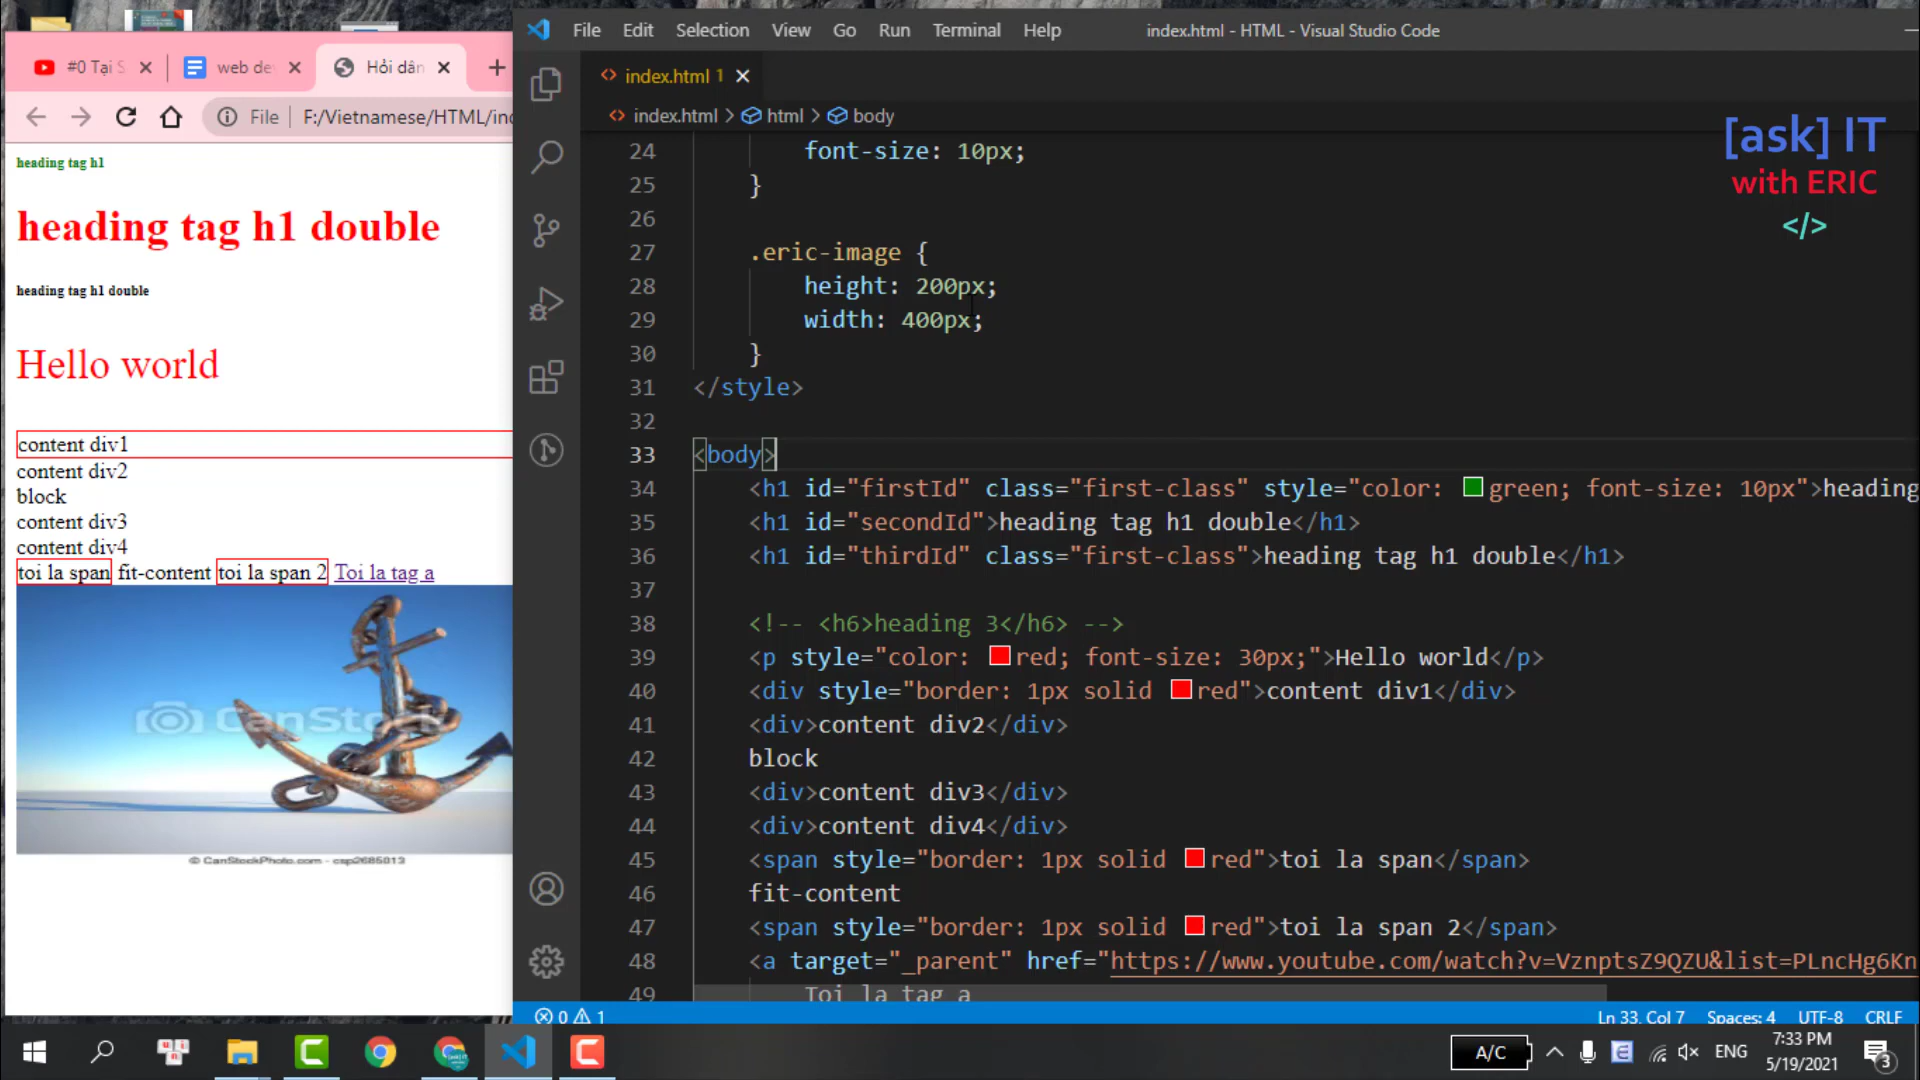 File Edit Selection View Go Run Terminal Help
index.html - HTML - Visual Studio Code
#0 Tại S
web de
Hỏi dân
File F:/Vietnamese/HTML/ind
heading tag h1
heading tag h1 double
heading tag h1 double
Hello world
content div1
content div2
block
content div3
content div4
toi la span fit-content toi la span 2 Toi la tag a
CanStock
© CanStockPhoto.com - csp2685013
index.html 1
index.html > html > body
[ask] IT
with ERIC
</>
24 font-size: 10px;
25 }
26
27 .eric-image {
28 height: 200px;
29 width: 400px;
30 }
31 </style>
32
33 <body>
34 <h1 id="firstId" class="first-class" style="color: green; font-size: 10px">heading
35 <h1 id="secondId">heading tag h1 double</h1>
36 <h1 id="thirdId" class="first-class">heading tag h1 double</h1>
37
38 <!-- <h6>heading 3</h6> -->
39 <p style="color: red; font-size: 30px;">Hello world</p>
40 <div style="border: 1px solid red">content div1</div>
41 <div>content div2</div>
42 block
43 <div>content div3</div>
44 <div>content div4</div>
45 <span style="border: 1px solid red">toi la span</span>
46 fit-content
47 <span style="border: 1px solid red">toi la span 2</span>
48 <a target="_parent" href="https://www.youtube.com/watch?v=VznptsZ9QZU&list=PLncHg6Kn
49 Toi la tag a
0 1
Ln 33, Col 7 Spaces: 4 UTF-8 CRLF
A/C
ENG
7:33 PM
5/19/2021
3